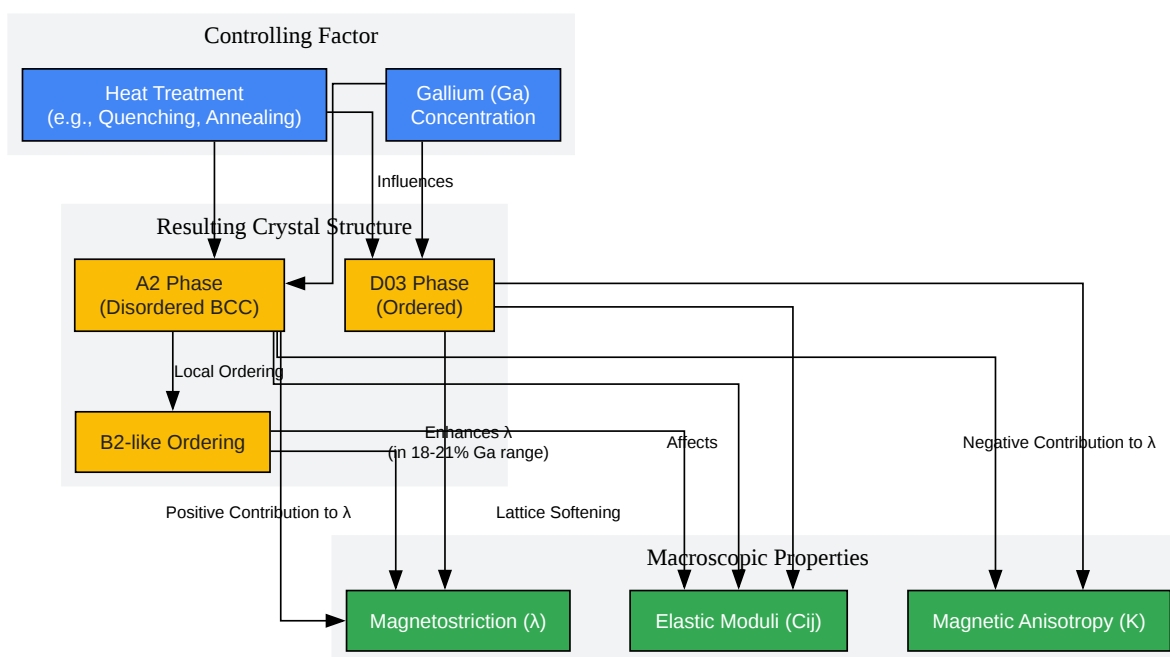 Controlling Factor
Heat Treatment
(e.g., Quenching, Annealing)
Gallium (Ga)
Concentration
Influences
Resulting Crystal Structure
A2 Phase
(Disordered BCC)
D03 Phase
(Ordered)
Local Ordering
B2-like Ordering
Enhances λ
(in 18-21% Ga range)
Affects
Negative Contribution to λ
Positive Contribution to λ
Lattice Softening
Macroscopic Properties
Magnetostriction (λ)
Elastic Moduli (Cij)
Magnetic Anisotropy (K)